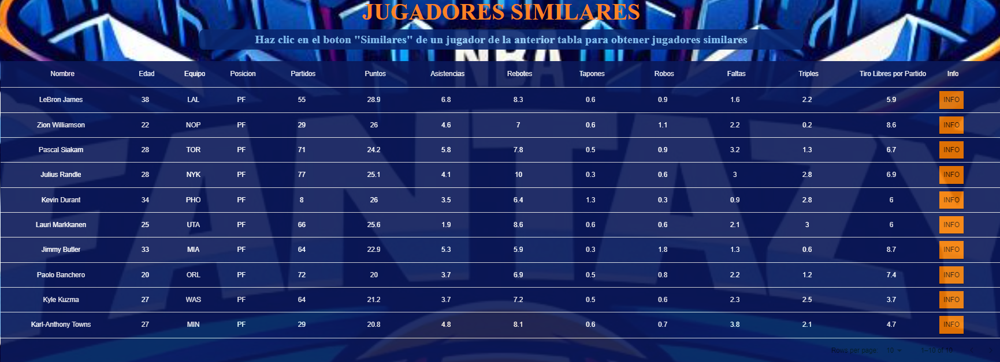 JUGADORES SIMILARES
Haz clic en el boton "Similares" de un jugador de la anterior tabla para obtener jugadores similares
NBA
Nombre Edad Equipo Posicion Partidos Puntos Asistencias Rebotes Tapones Robos Faltas Triples Tiro Libres por Partido Info
LeBron James 38 LAL PF 55 28.9 6.8 8.3 0.6 0.9 1.6 2.2 5.9 INFO
Zion Williamson 22 NOP PF 29 26 4.6 7 0.6 1.1 2.2 0.2 8.6 INFO
Pascal Siakam 28 TOR PF 71 24.2 5.8 7.8 0.5 0.9 3.2 1.3 6.7 INFO
Julius Randle 28 NYK PF 77 25.1 4.1 10 0.3 0.6 3 2.8 6.9 INFO
Kevin Durant 34 PHO PF 8 26 3.5 6.4 1.3 0.3 0.9 2.8 6 INFO
Lauri Markkanen 25 UTA PF 66 25.6 1.9 8.6 0.6 0.6 2.1 3 6 INFO
Jimmy Butler 33 MIA PF 64 22.9 5.3 5.9 0.3 1.8 1.3 0.6 8.7 INFO
Paolo Banchero 20 ORL PF 72 20 3.7 6.9 0.5 0.8 2.2 1.2 7.4 INFO
Kyle Kuzma 27 WAS PF 64 21.2 3.7 7.2 0.5 0.6 2.3 2.5 3.7 INFO
Karl-Anthony Towns 27 MIN PF 29 20.8 4.8 8.1 0.6 0.7 3.8 2.1 4.7 INFO
FANTAZY
Rows per page: 10 1–10 of 10